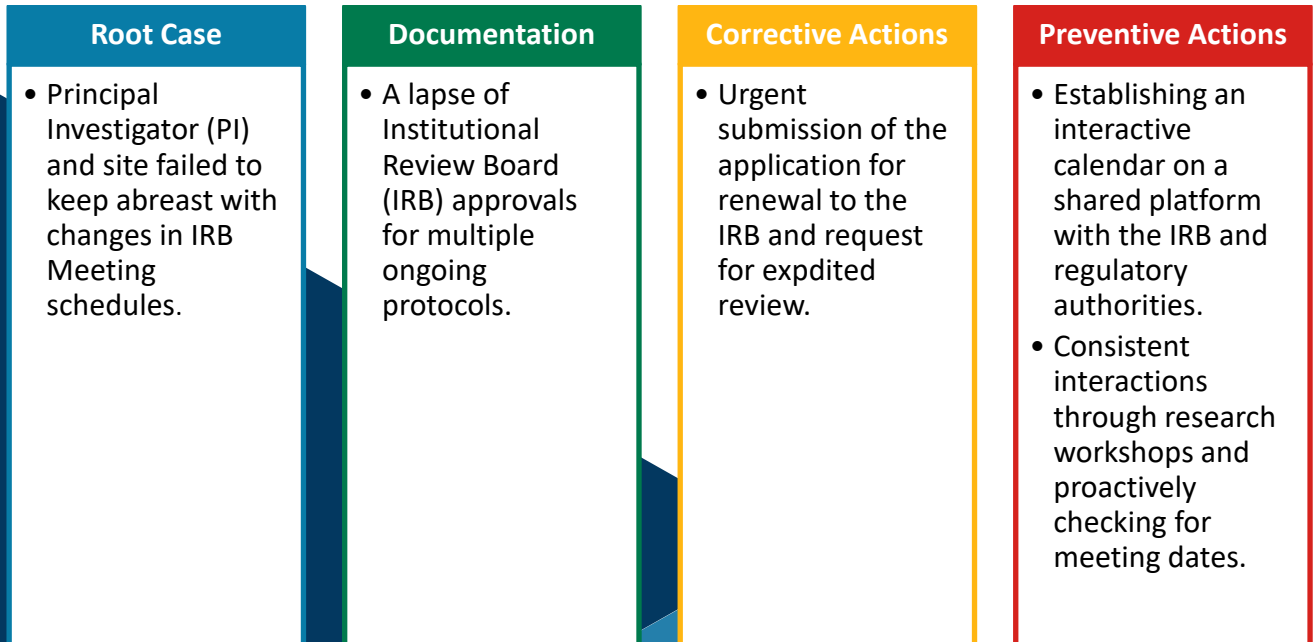 Root Case
• Principal
Investigator (PI)
and site failed to
keep abreast with
changes in IRB
Meeting
schedules.
Documentation
• A lapse of
Institutional
Review Board
(IRB) approvals
for multiple
ongoing
protocols.
Corrective Actions
• Urgent
submission of the
application for
renewal to the
IRB and request
for expdited
review.
Preventive Actions
• Establishing an
interactive
calendar on a
shared platform
with the IRB and
regulatory
authorities.
• Consistent
interactions
through research
workshops and
proactively
checking for
meeting dates.